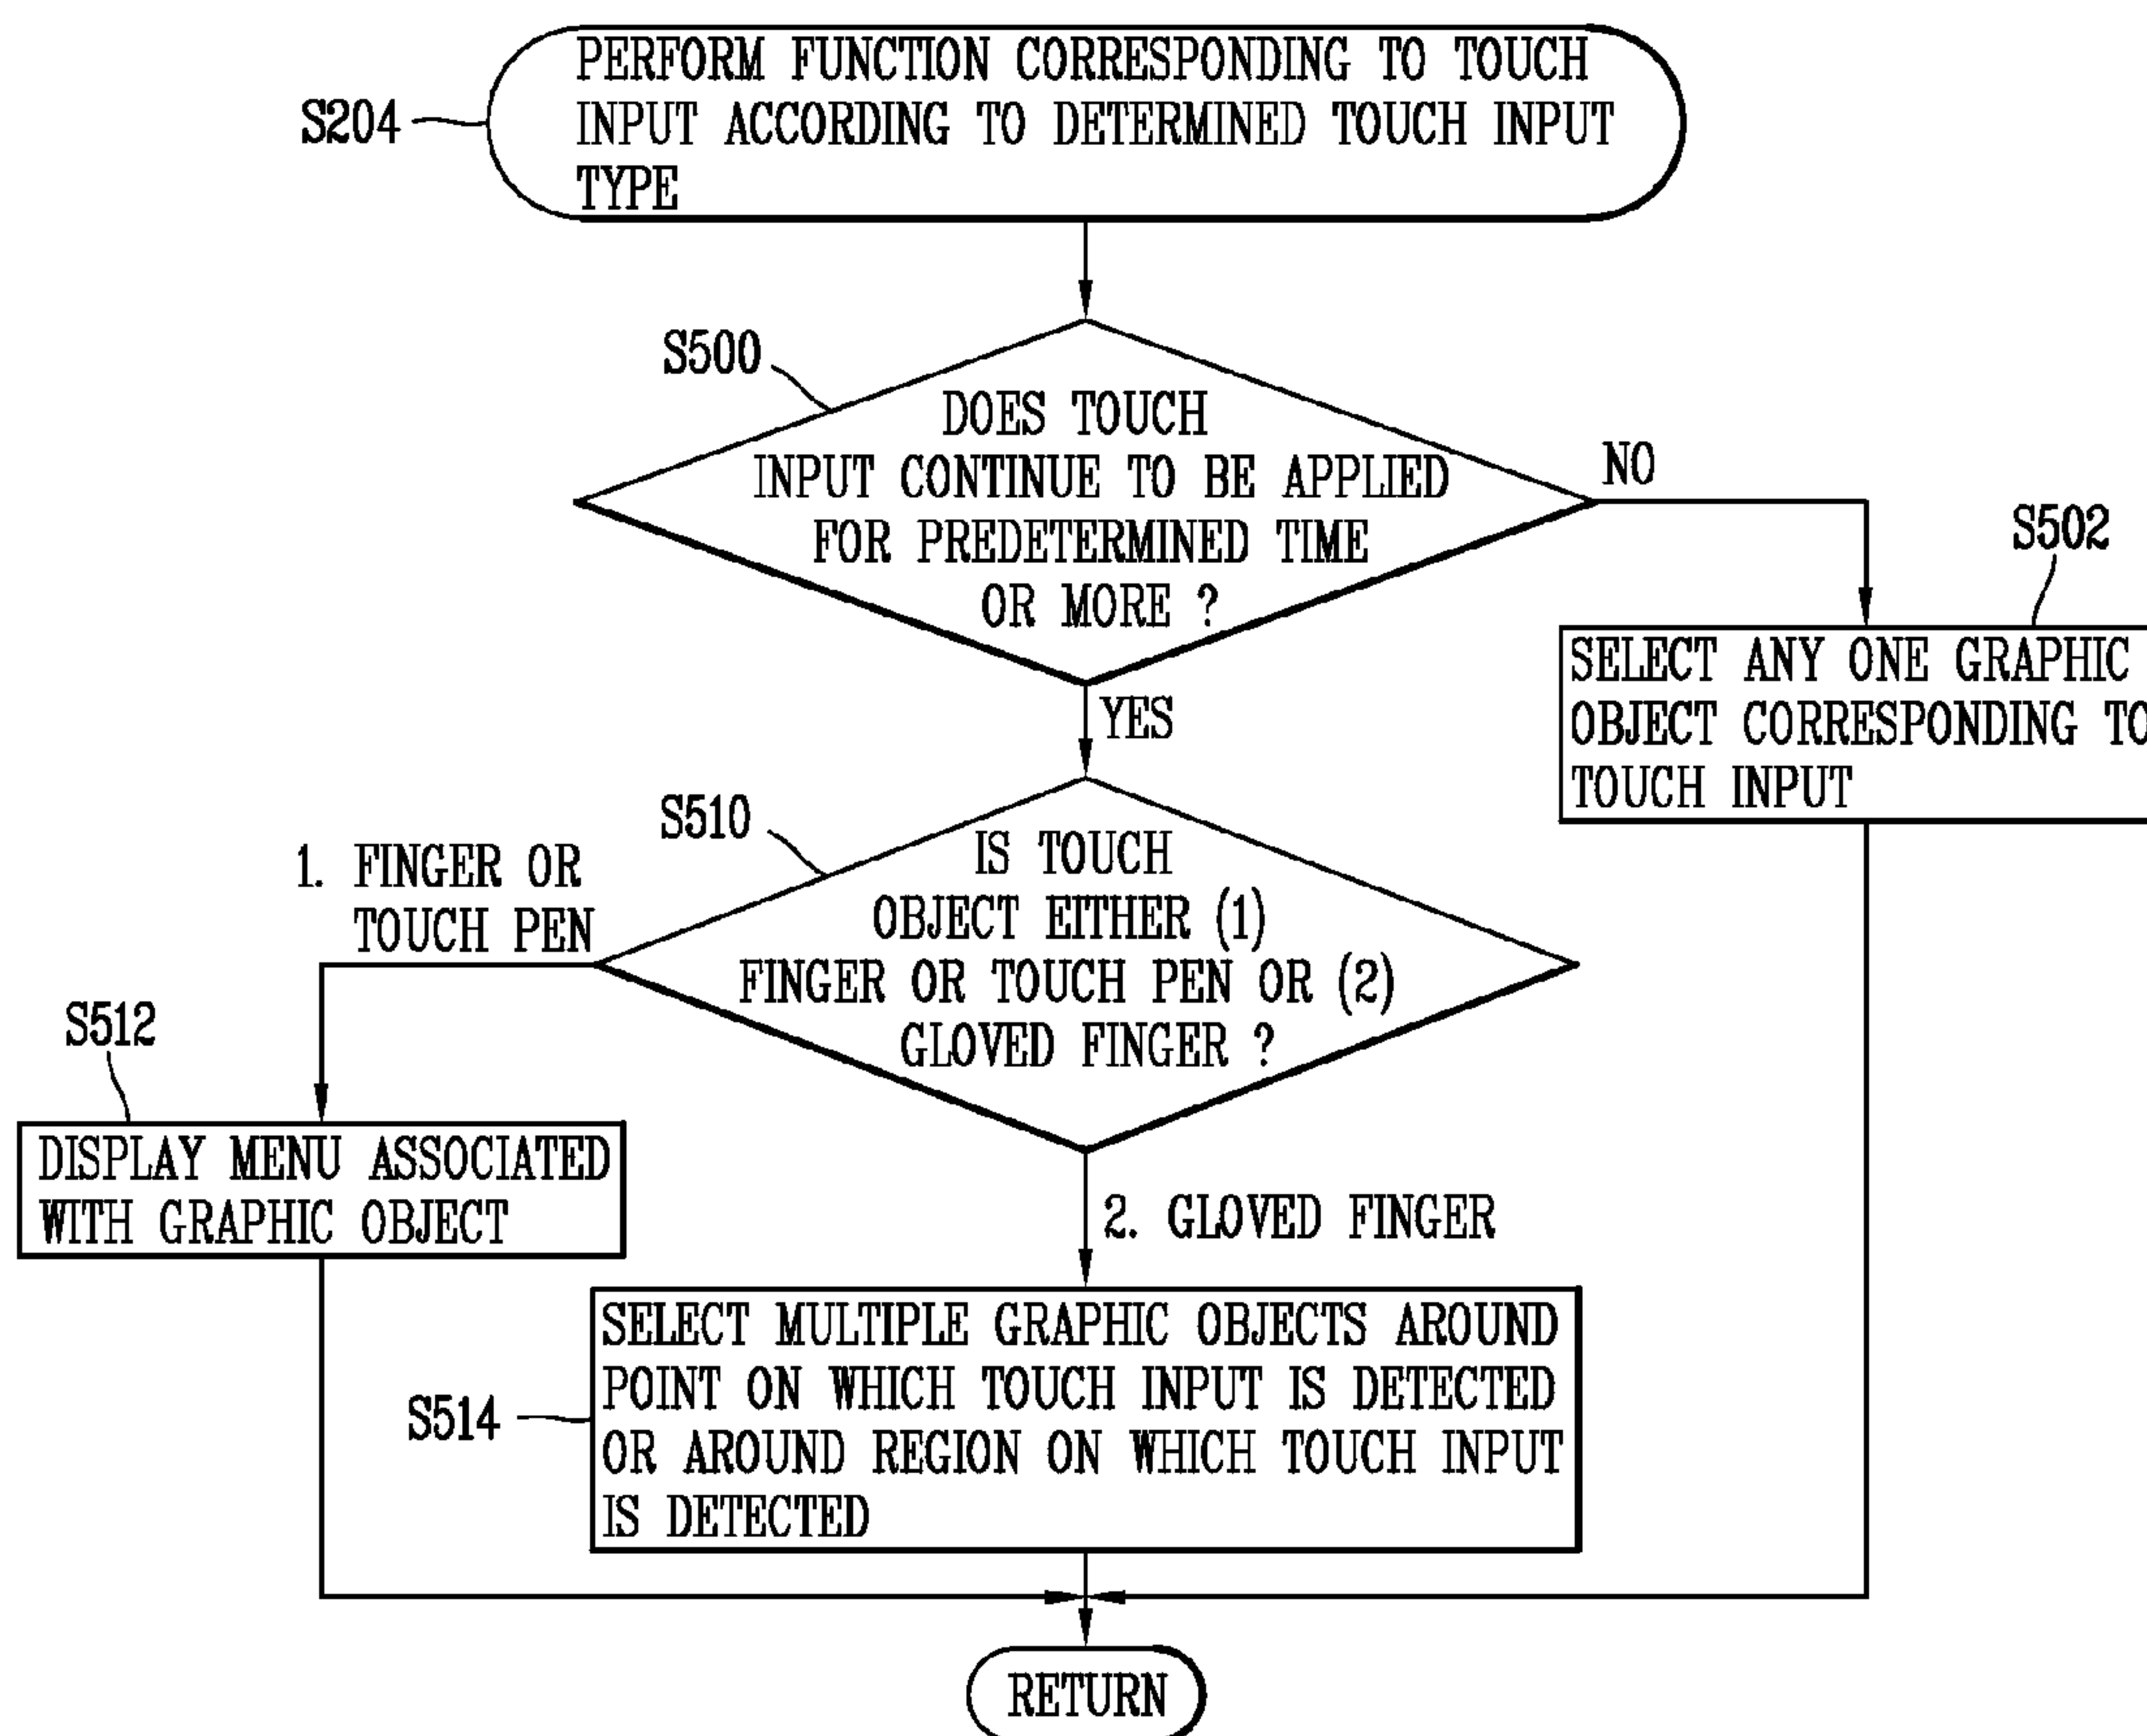 PERFORM FUNCTION CORRESPONDING TO TOUCH
INPUT ACCORDING TO DETERMINED TOUCH INPUT
TYPE
S204
S500
DOES TOUCH
INPUT CONTINUE TO BE APPLIED
FOR PREDETERMINED TIME
OR MORE ?
NO
S502
SELECT ANY ONE GRAPHIC
OBJECT CORRESPONDING TO
TOUCH INPUT
YES
S510
IS TOUCH
OBJECT EITHER (1)
FINGER OR TOUCH PEN OR (2)
GLOVED FINGER ?
1. FINGER OR
TOUCH PEN
S512
DISPLAY MENU ASSOCIATED
WITH GRAPHIC OBJECT
2. GLOVED FINGER
S514
SELECT MULTIPLE GRAPHIC OBJECTS AROUND
POINT ON WHICH TOUCH INPUT IS DETECTED
OR AROUND REGION ON WHICH TOUCH INPUT
IS DETECTED
RETURN